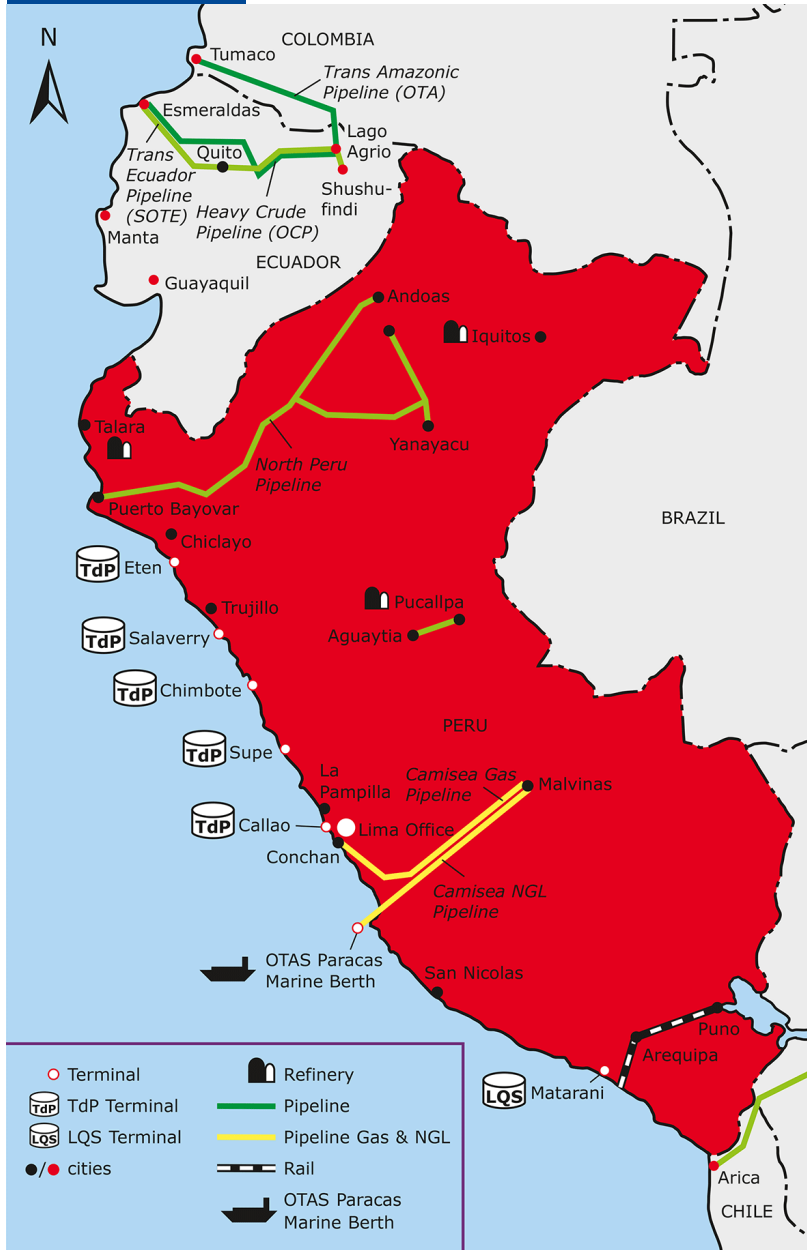 N
COLOMBIA
Tumaco
Trans Amazonic
Pipeline (OTA)
Esmeraldas
Lago
Agrio
Quito
Trans
Ecuador
Pipeline
(SOTE)
Shushu-
findi
Heavy Crude
Pipeline (OCP)
Manta
ECUADOR
Guayaquil
Andoas
Iquitos
Talara
Yanayacu
North Peru
Pipeline
Puerto Bayovar
BRAZIL
Chiclayo
TdP Eten
Pucallpa
Trujillo
Aguaytia
TdP Salaverry
TdP Chimbote
PERU
TdP Supe
La
Pampilla
Camisea Gas
Pipeline
Malvinas
TdP Callao
Lima Office
Conchan
Camisea NGL
Pipeline
OTAS Paracas
Marine Berth
San Nicolas
Puno
Arequipa
LQS Matarani
Arica
CHILE
Terminal
TdP TdP Terminal
LQS LQS Terminal
/ cities
Refinery
Pipeline
Pipeline Gas & NGL
Rail
OTAS Paracas
Marine Berth